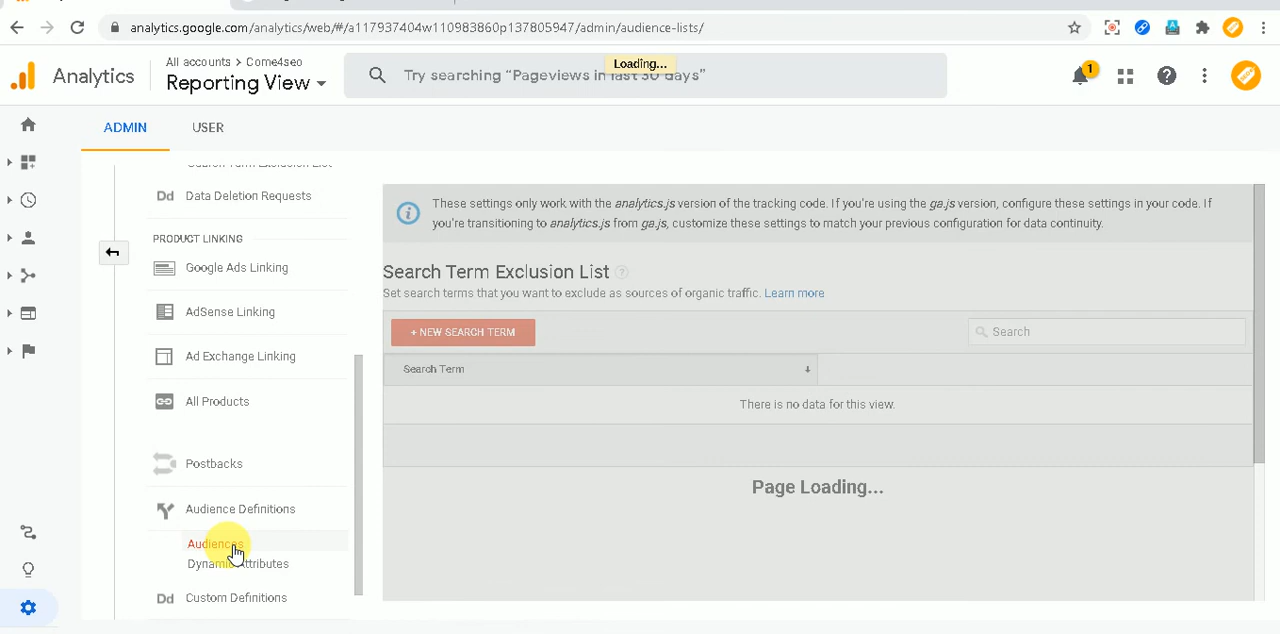 analytics.google.com/analytics/web/#/a117937404w110983860p137805947/admin/audience-lists/
Analytics
All accounts > Come4seo
Reporting View
Try searching “Pageviews in last 30 days”
Loading...
1
ADMIN
USER
Search Term Exclusion List
Dd Data Deletion Requests
PRODUCT LINKING
Google Ads Linking
AdSense Linking
Ad Exchange Linking
All Products
Postbacks
Audience Definitions
Audiences
Dynamic Attributes
Dd Custom Definitions
These settings only work with the analytics.js version of the tracking code. If you're using the ga.js version, configure these settings in your code. If
you're transitioning to analytics.js from ga.js, customize these settings to match your previous configuration for data continuity.
Search Term Exclusion List ?
Set search terms that you want to exclude as sources of organic traffic. Learn more
+ NEW SEARCH TERM
Search
Search Term
There is no data for this view.
Page Loading...